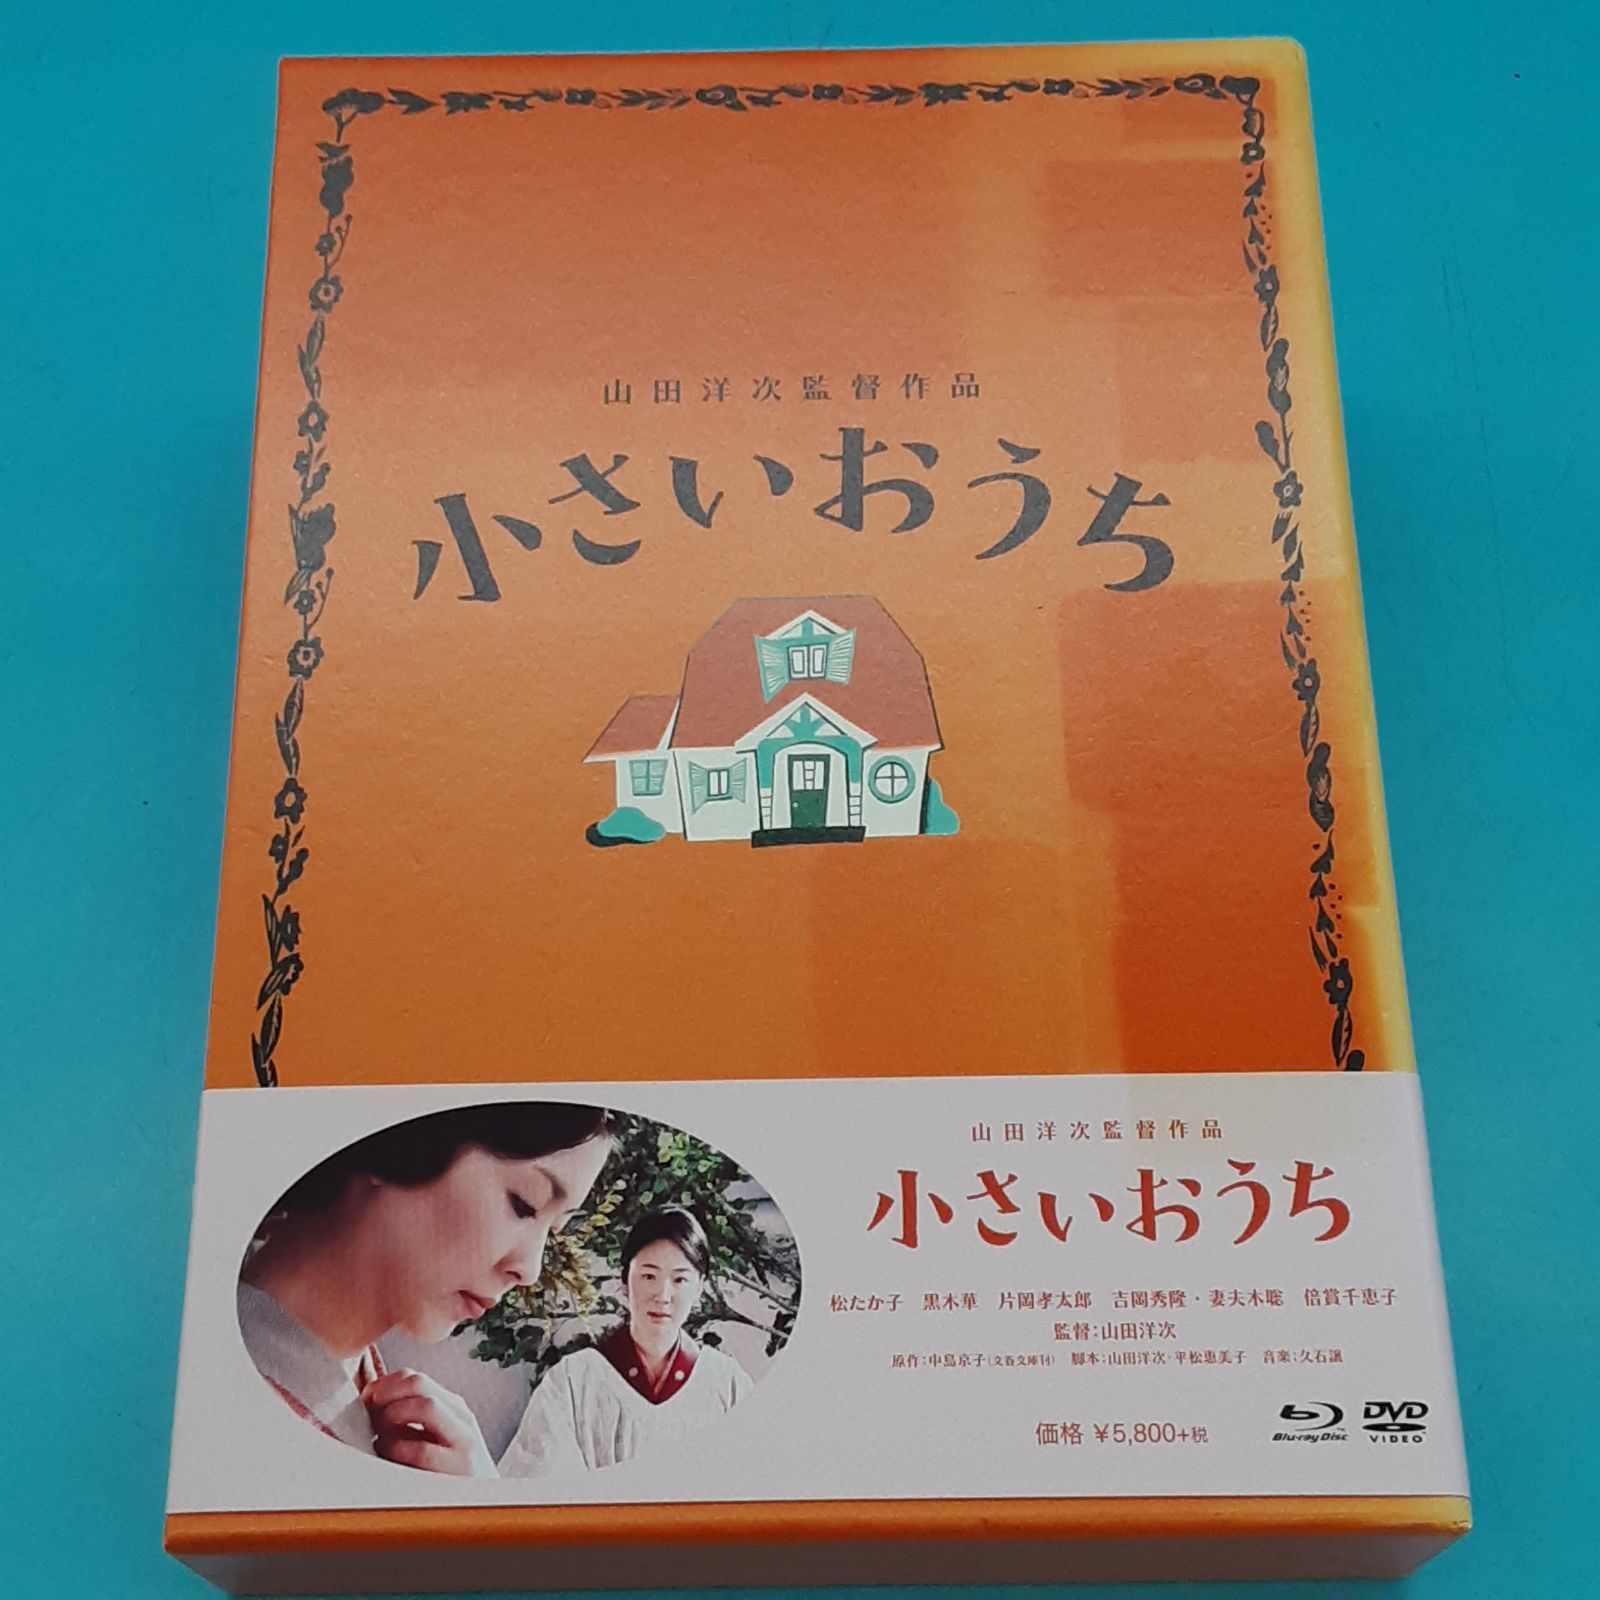 山田洋次監督作品
小さいおうち
山田洋次監督作品
小さいおうち
松たか子 黒木華 片岡孝太郎 吉岡秀隆・妻夫木聡 倍賞千恵子
監督:山田洋次
原作:中島京子(文春文庫刊) 脚本:山田洋次・平松恵美子 音楽:久石譲
価格 ¥5,800+税
Blu-ray Disc
DVD
VIDEO